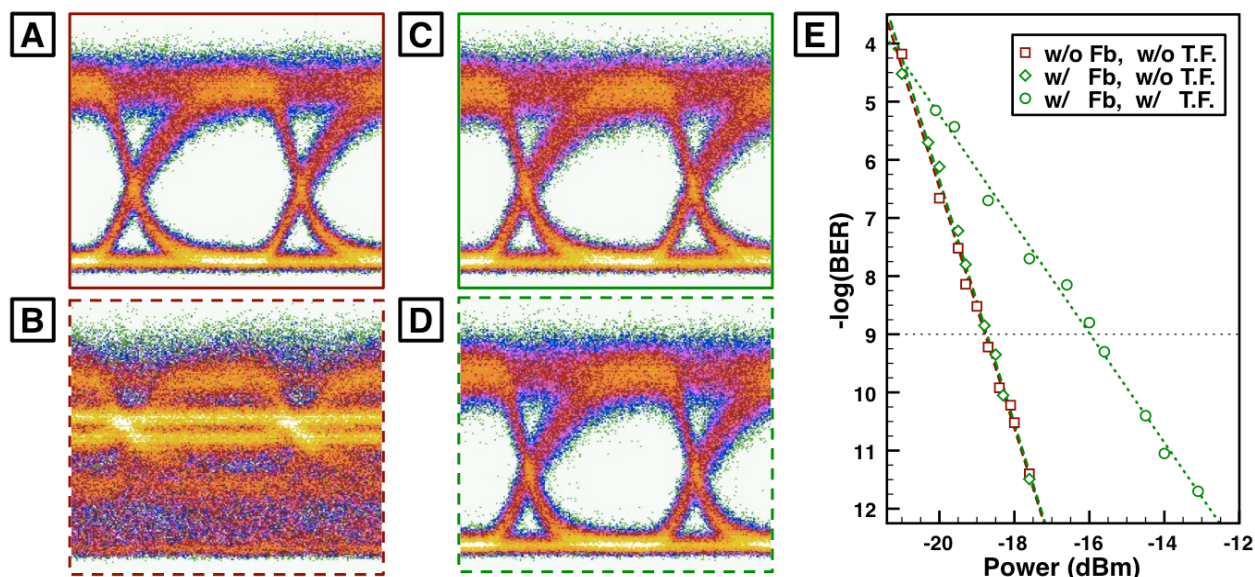 A
C
E
B
D
w/o Fb, w/o T.F.
w/ Fb, w/o T.F.
w/ Fb, w/ T.F.
-log(BER)
4
5
6
7
8
9
10
11
12
-20
-18
-16
-14
-12
Power (dBm)